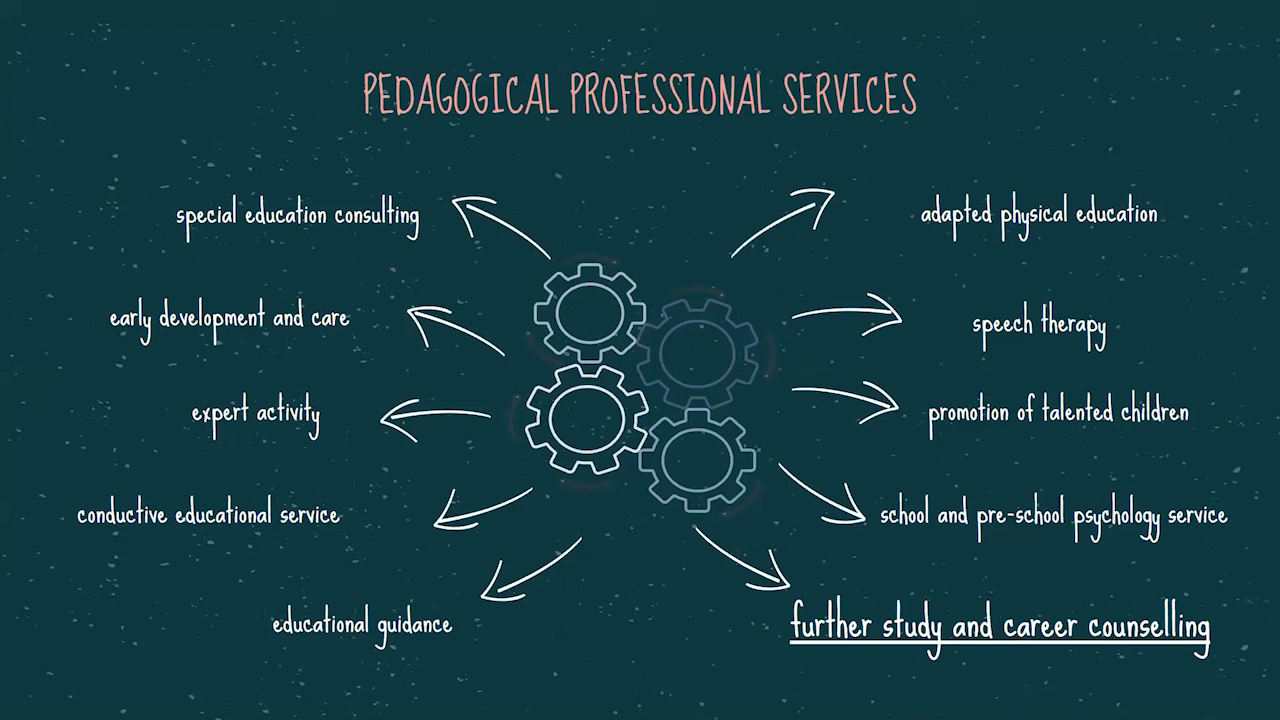 PEDAGOGICAL PROFESSIONAL SERVICES
special education consulting
early development and care
expert activity
conductive educational service
educational guidance
adapted physical education
speech therapy
promotion of talented children
school and pre-school psychology service
further study and career counselling